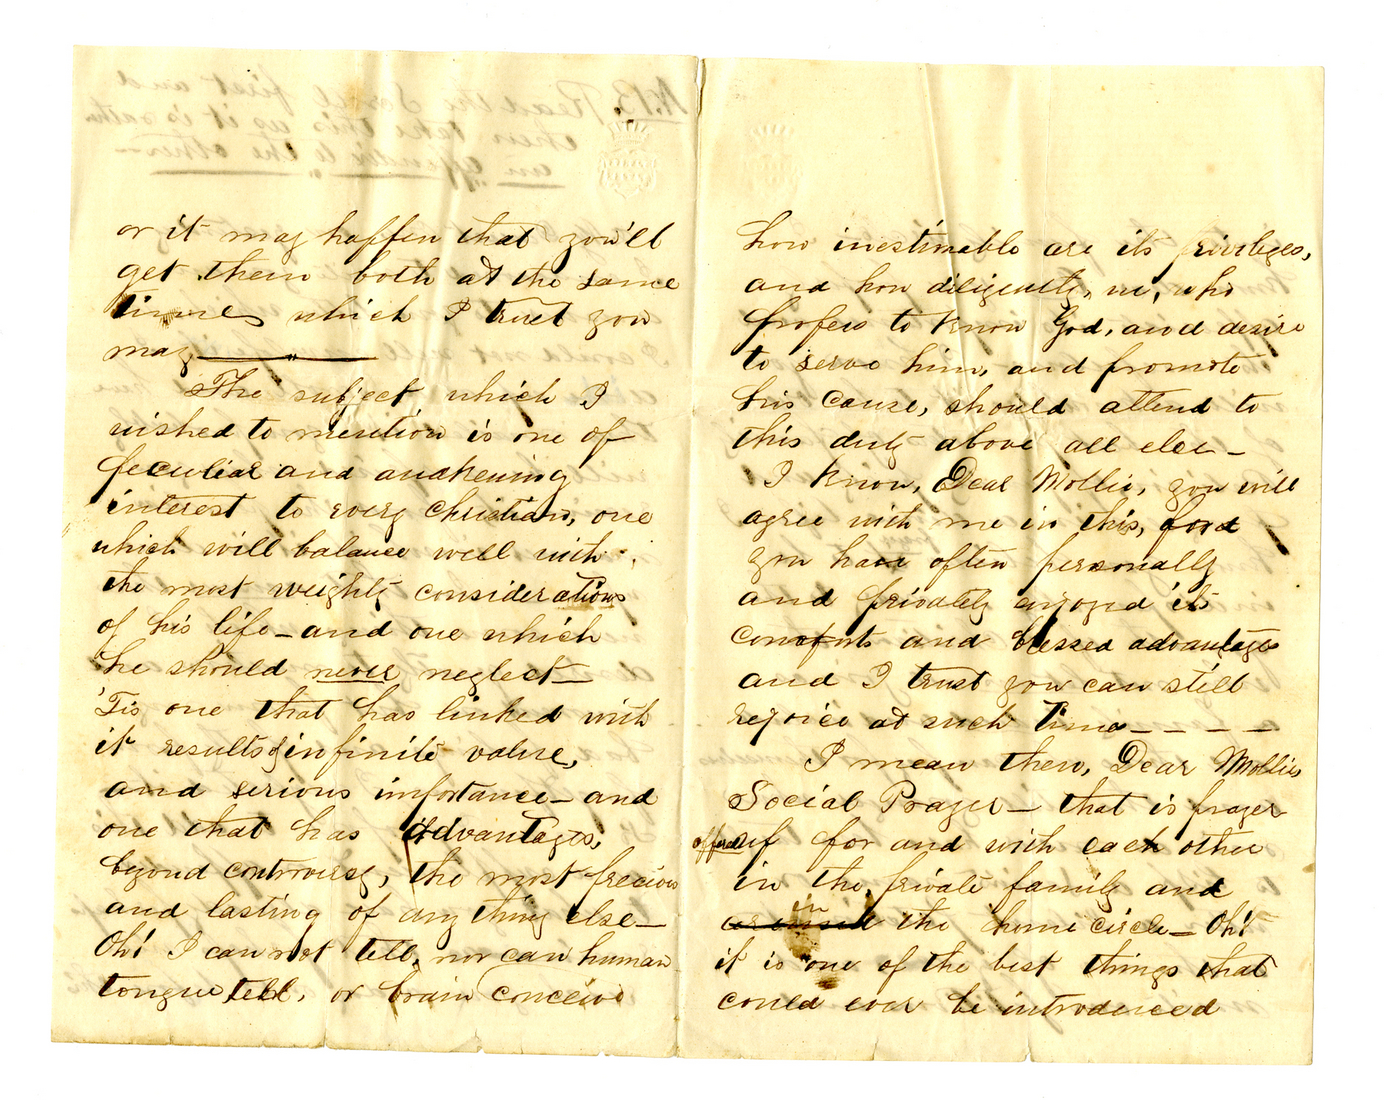 or it may happen that you'll
get them both at the same
time, which I trust you
may
The subject which I
wished to mention is one of
peculiar and awakening
interest to every Christian, one
which will balance well with
the most weighty considerations
of his life - and one which
he should never neglect -
'Tis one that has linked with
it results of infinite value,
and serious importance - and
one that has advantages,
beyond controversy, the most precious
and lasting of any thing else -
Oh! I can not tell, nor can human
tongue tell, or brain conceive
how inestimable are its privileges,
and how diligently, we, who
profess to know God, and desire
to serve him, and promote
his cause, should attend to
this duty above all else -
I know, Dear Mollie, you will
agree with me in this, for
you have often personally
and privately enjoyed its
comforts and blessed advantages
and I trust you can still
rejoice at such time - - - -
I mean then, Dear Mollie,
Social Prayer - that is prayer
offered for and with each other
in the private family and
in the home circle - Oh!
it is one of the best things that
could ever be introduced
N.B. Read the first and
then take this as it is rather
an appendix to the other -